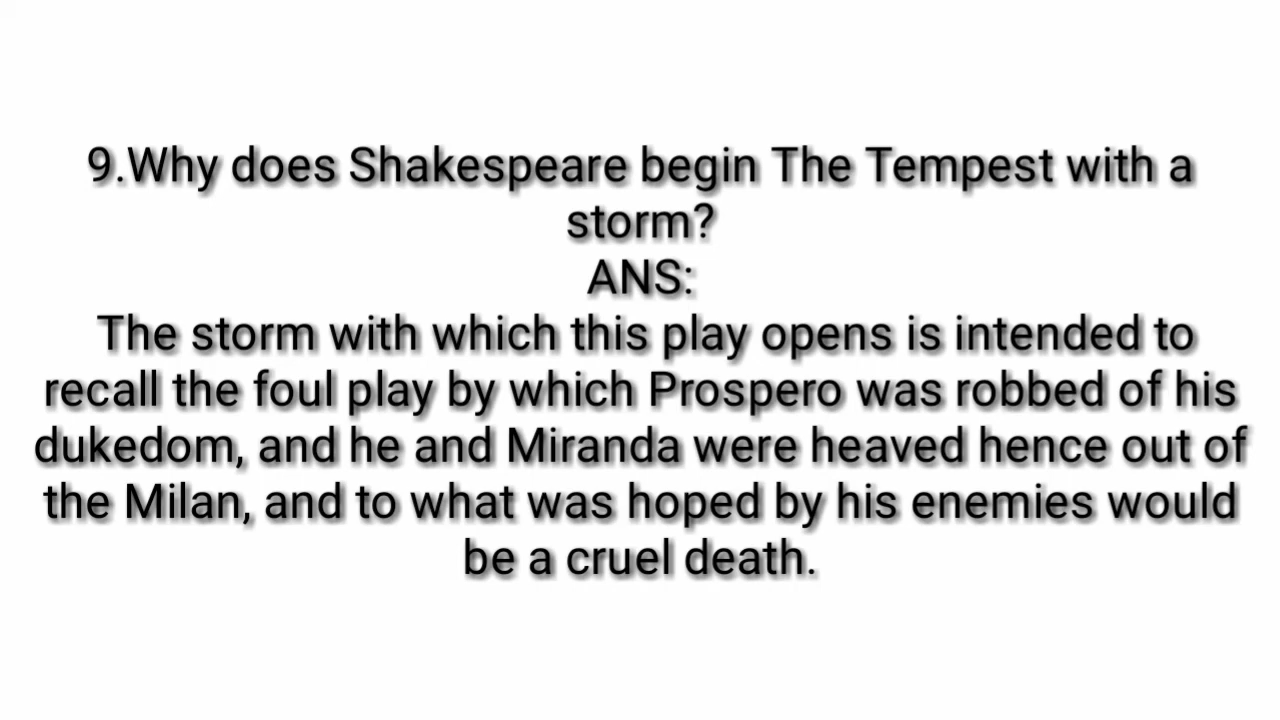 9.Why does Shakespeare begin The Tempest with a
storm?
ANS:
The storm with which this play opens is intended to
recall the foul play by which Prospero was robbed of his
dukedom, and he and Miranda were heaved hence out of
the Milan, and to what was hoped by his enemies would
be a cruel death.